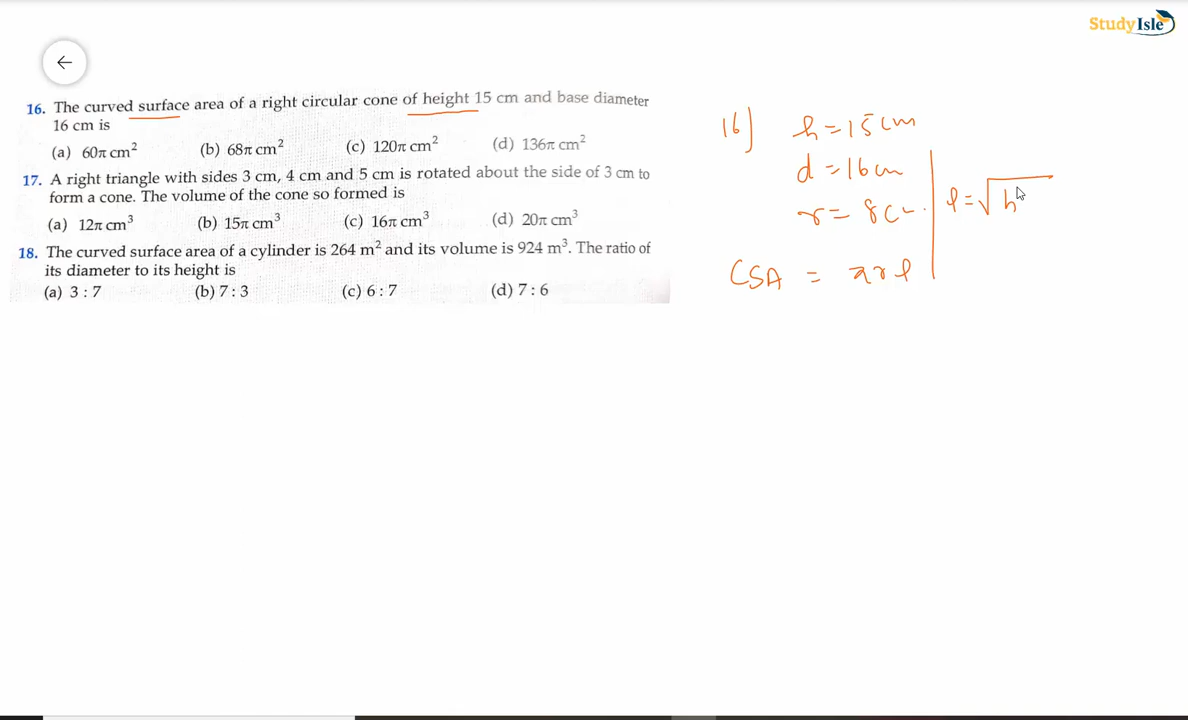 StudyIsle
16. The curved surface area of a right circular cone of height 15 cm and base diameter
16 cm is
(a) 60π cm² (b) 68π cm² (c) 120π cm² (d) 136π cm²
17. A right triangle with sides 3 cm, 4 cm and 5 cm is rotated about the side of 3 cm to
form a cone. The volume of the cone so formed is
(a) 12π cm³ (b) 15π cm³ (c) 16π cm³ (d) 20π cm³
18. The curved surface area of a cylinder is 264 m² and its volume is 924 m³. The ratio of
its diameter to its height is
(a) 3 : 7 (b) 7 : 3 (c) 6 : 7 (d) 7 : 6
16) h = 15 cm
d = 16 cm
r = 8 c
l = √h
CSA = πrl